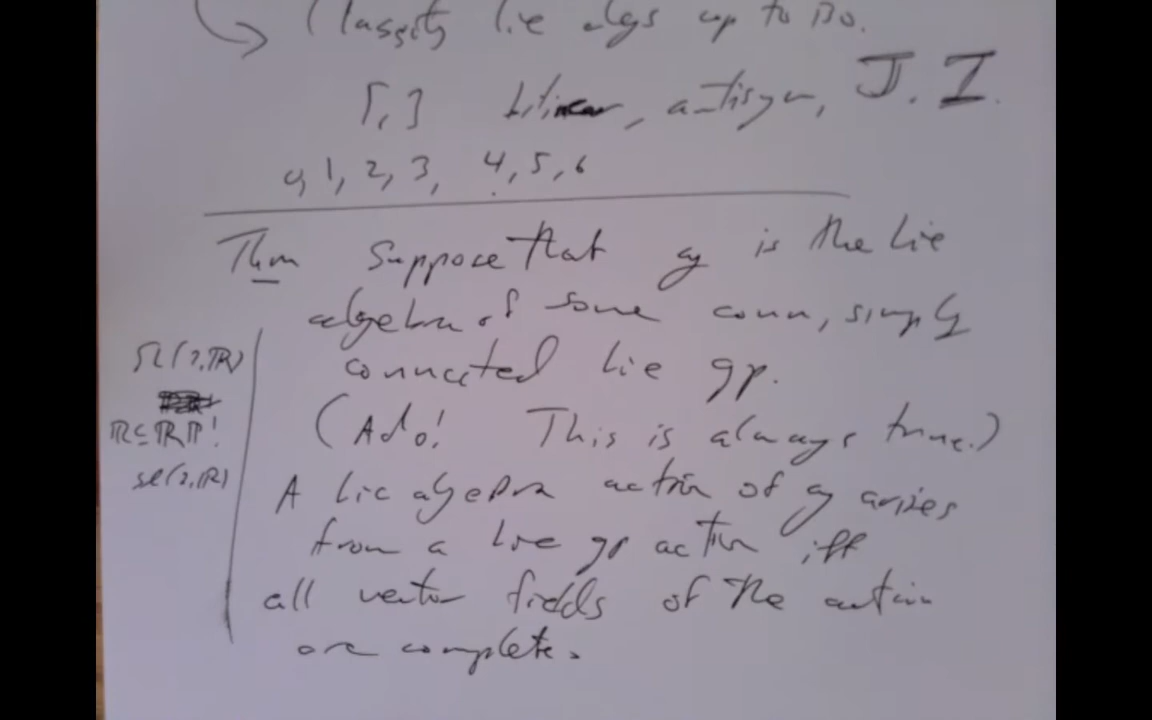 Classify lie algs up to iso.
[,] bilinear, antisym, J. I.
0, 1, 2, 3, 4, 5, 6
Thm Suppose that 𝔤 is the Lie
algebra of some conn, simply
connected Lie gp.
(Ado! This is always true.)
A lie algebra action of 𝔤 arises
from a Lie gp action iff
all vector fields of the action
are complete.
SL(2,ℝ)
ℝ⊆ℝP¹
sl(2,ℝ)